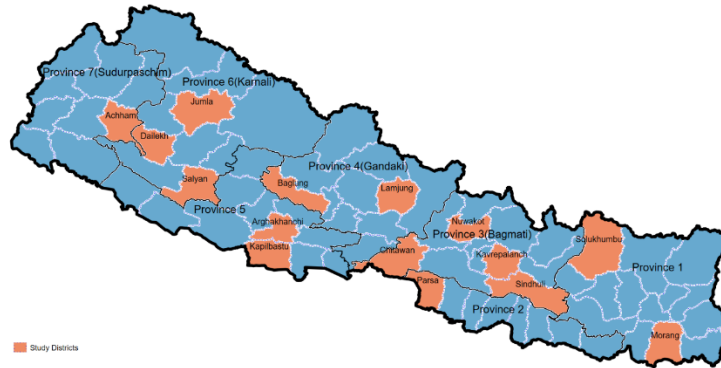 Province 7(Sudurpaschim)
Province 6(Karnali)
Jumla
Achham
Dailekh
Province 4(Gandaki)
Salyan
Baglung
Lamjung
Province 5
Arghakhanchi
Nuwakot
Province 3(Bagmati)
Solukhumbu
Kapilbastu
Chitawan
Kavrepalanch
Province 1
Parsa
Sindhuli
Province 2
Morang
Study Districts